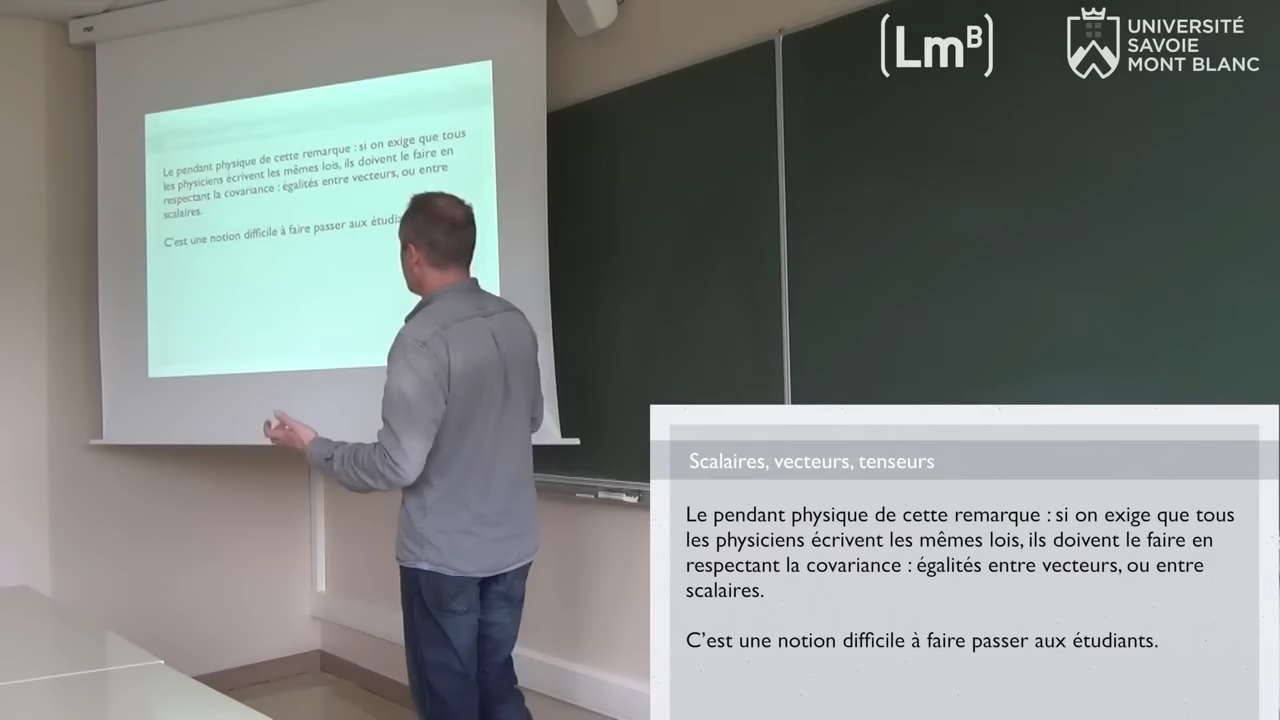 (LmB)
UNIVERSITÉ
SAVOIE
MONT BLANC
Le pendant physique de cette remarque : si on exige que tous
les physiciens écrivent les mêmes lois, ils doivent le faire en
respectant la covariance : égalités entre vecteurs, ou entre
scalaires.
C'est une notion difficile à faire passer aux étudia
Scalaires, vecteurs, tenseurs
Le pendant physique de cette remarque : si on exige que tous
les physiciens écrivent les mêmes lois, ils doivent le faire en
respectant la covariance : égalités entre vecteurs, ou entre
scalaires.
C'est une notion difficile à faire passer aux étudiants.